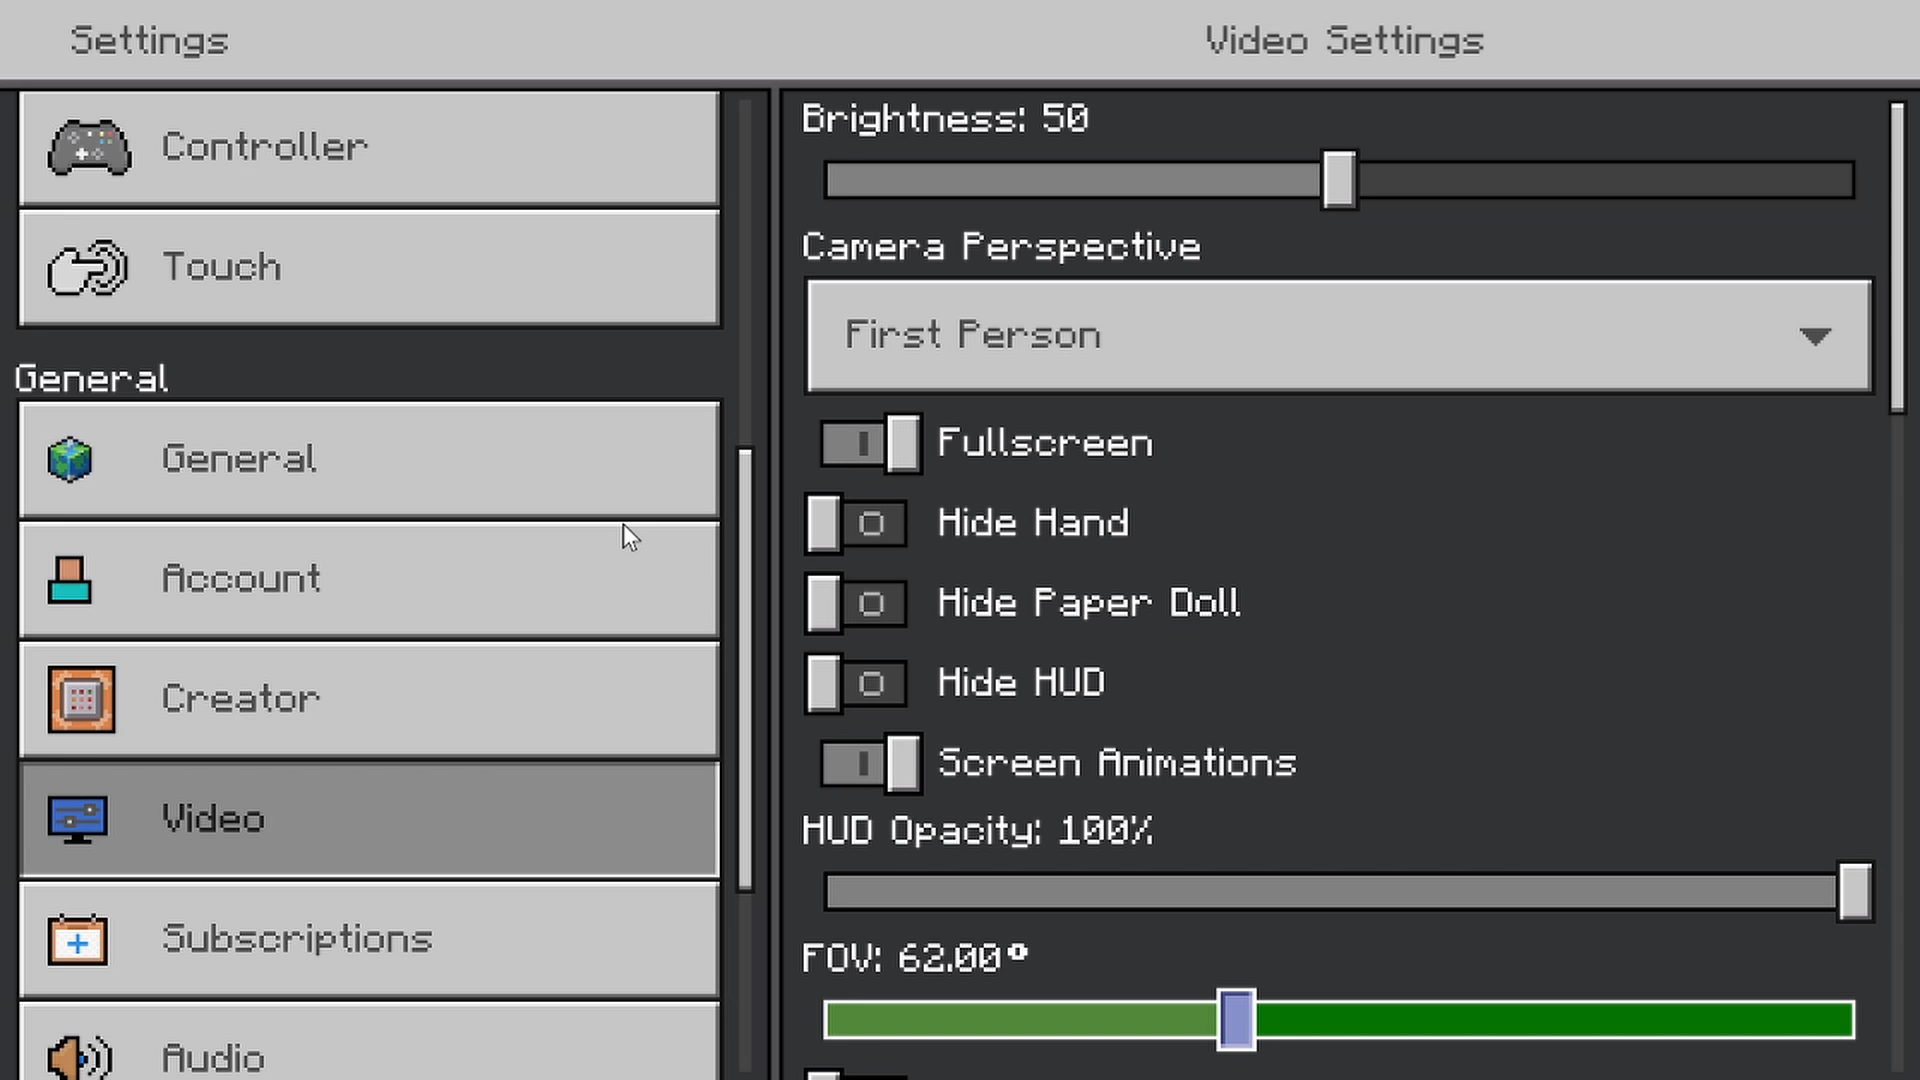 Settings
Video Settings
Controller
Touch
General
General
Account
Creator
Video
Subscriptions
Audio
Brightness: 50
Camera Perspective
First Person
Fullscreen
Hide Hand
Hide Paper Doll
Hide HUD
Screen Animations
HUD Opacity: 100%
FOV: 62.00°